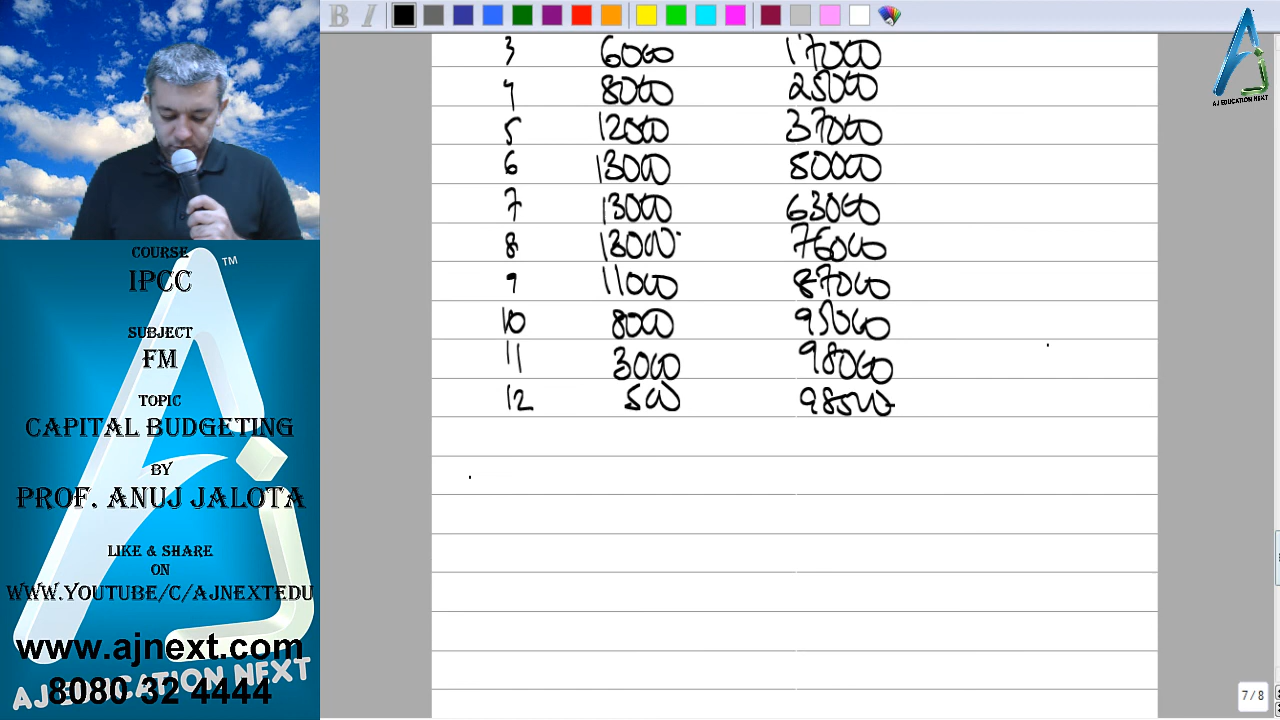 B I
3 6000 17000
4 8000 25000
5 12000 37000
6 13000 50000
7 13000 63000
8 13000 76000
9 11000 87000
10 8000 95000
11 3000 98000
12 500 98500
7/8
AJ EDUCATION NEXT
TM
COURSE
IPCC
SUBJECT
FM
TOPIC
CAPITAL BUDGETING
BY
PROF. ANUJ JALOTA
LIKE & SHARE
ON
WWW.YOUTUBE/C/AJNEXTEDU
www.ajnext.com
AJ EDUCATION NEXT
8080 32 4444